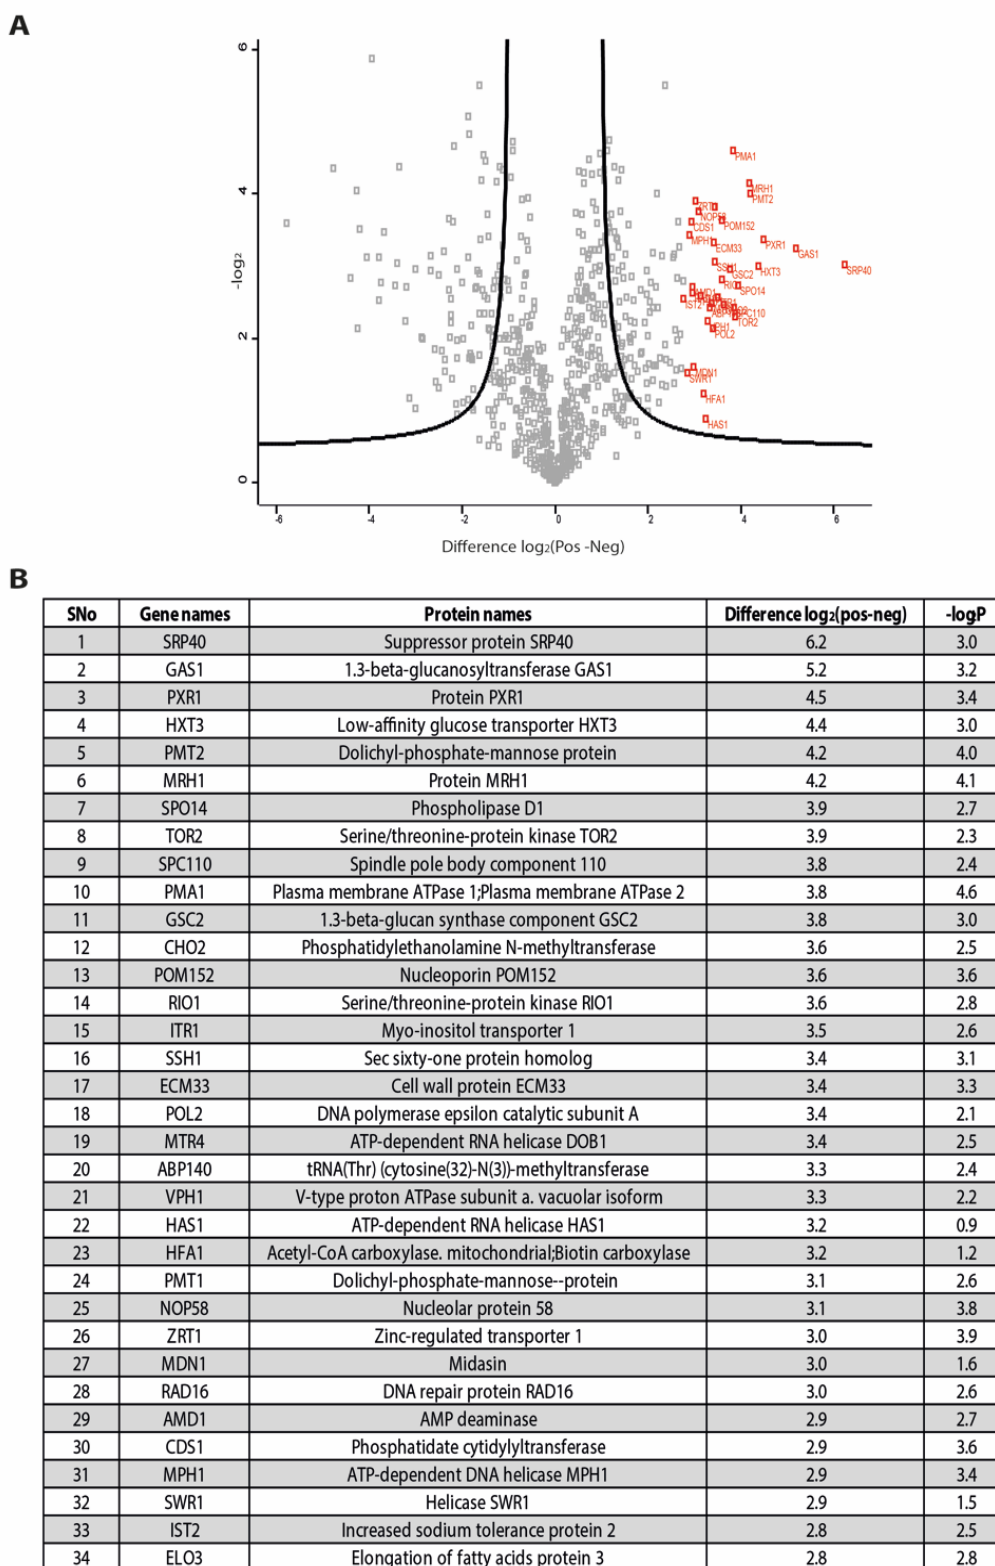 A
6
4
-log₂
2
0
PMA1
MRH1
PMT2
ZRT1
NOP58
CDS1
POM152
MPH1
ECM33
PXR1
GAS1
SSH1
GSC2
HXT3
SRP40
RIO1
SPO14
AMD1
IST2
SPC110
TOR2
VPH1
POL2
MDN1
SWR1
HFA1
HAS1
-6 -4 -2 0 2 4 6
Difference log₂(Pos -Neg)
B
SNo Gene names Protein names Difference log₂(pos-neg) -logP
1 SRP40 Suppressor protein SRP40 6.2 3.0
2 GAS1 1.3-beta-glucanosyltransferase GAS1 5.2 3.2
3 PXR1 Protein PXR1 4.5 3.4
4 HXT3 Low-affinity glucose transporter HXT3 4.4 3.0
5 PMT2 Dolichyl-phosphate-mannose protein 4.2 4.0
6 MRH1 Protein MRH1 4.2 4.1
7 SPO14 Phospholipase D1 3.9 2.7
8 TOR2 Serine/threonine-protein kinase TOR2 3.9 2.3
9 SPC110 Spindle pole body component 110 3.8 2.4
10 PMA1 Plasma membrane ATPase 1;Plasma membrane ATPase 2 3.8 4.6
11 GSC2 1.3-beta-glucan synthase component GSC2 3.8 3.0
12 CHO2 Phosphatidylethanolamine N-methyltransferase 3.6 2.5
13 POM152 Nucleoporin POM152 3.6 3.6
14 RIO1 Serine/threonine-protein kinase RIO1 3.6 2.8
15 ITR1 Myo-inositol transporter 1 3.5 2.6
16 SSH1 Sec sixty-one protein homolog 3.4 3.1
17 ECM33 Cell wall protein ECM33 3.4 3.3
18 POL2 DNA polymerase epsilon catalytic subunit A 3.4 2.1
19 MTR4 ATP-dependent RNA helicase DOB1 3.4 2.5
20 ABP140 tRNA(Thr) (cytosine(32)-N(3))-methyltransferase 3.3 2.4
21 VPH1 V-type proton ATPase subunit a. vacuolar isoform 3.3 2.2
22 HAS1 ATP-dependent RNA helicase HAS1 3.2 0.9
23 HFA1 Acetyl-CoA carboxylase. mitochondrial;Biotin carboxylase 3.2 1.2
24 PMT1 Dolichyl-phosphate-mannose--protein 3.1 2.6
25 NOP58 Nucleolar protein 58 3.1 3.8
26 ZRT1 Zinc-regulated transporter 1 3.0 3.9
27 MDN1 Midasin 3.0 1.6
28 RAD16 DNA repair protein RAD16 3.0 2.6
29 AMD1 AMP deaminase 2.9 2.7
30 CDS1 Phosphatidate cytidylyltransferase 2.9 3.6
31 MPH1 ATP-dependent DNA helicase MPH1 2.9 3.4
32 SWR1 Helicase SWR1 2.9 1.5
33 IST2 Increased sodium tolerance protein 2 2.8 2.5
34 ELO3 Elongation of fatty acids protein 3 2.8 2.8